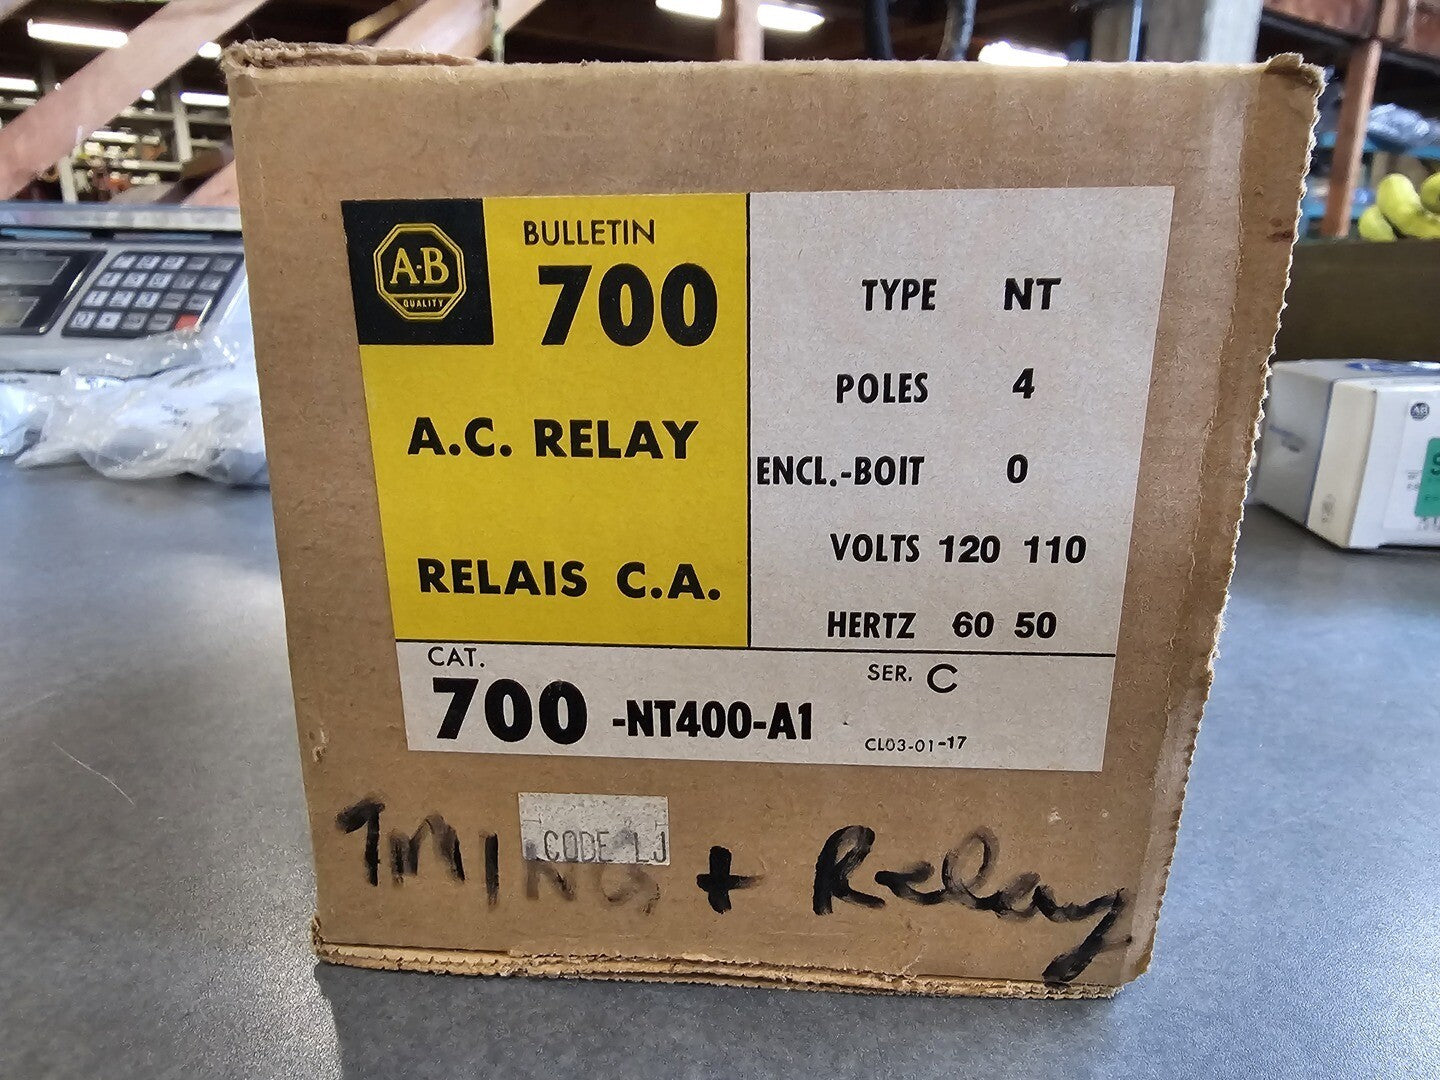 A-B
QUALITY
BULLETIN
700
A.C. RELAY
RELAIS C.A.
TYPE NT
POLES 4
ENCL.-BOIT 0
VOLTS 120 110
HERTZ 60 50
CAT.
700 -NT400-A1
SER. C
CL03-01-17
CODE LJ
TIMING + Relay